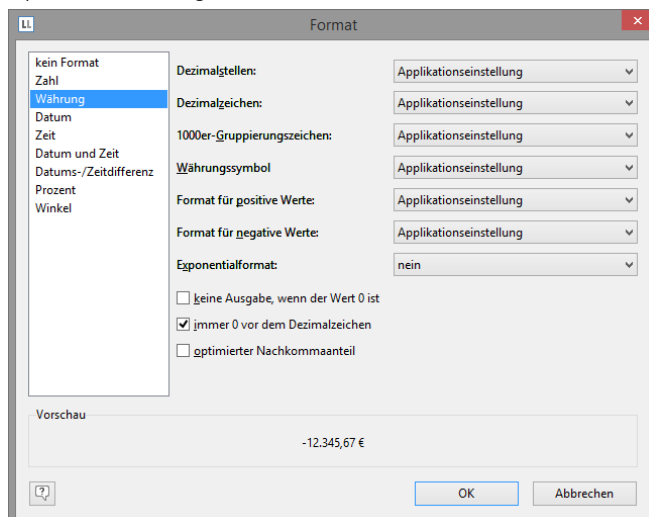 LL Format
kein Format
Zahl
Währung
Datum
Zeit
Datum und Zeit
Datums-/Zeitdifferenz
Prozent
Winkel
Dezimalstellen: Applikationseinstellung
Dezimalzeichen: Applikationseinstellung
1000er-Gruppierungszeichen: Applikationseinstellung
Währungssymbol Applikationseinstellung
Format für positive Werte: Applikationseinstellung
Format für negative Werte: Applikationseinstellung
Exponentialformat: nein
keine Ausgabe, wenn der Wert 0 ist
immer 0 vor dem Dezimalzeichen
optimierter Nachkommaanteil
Vorschau
-12.345,67 €
OK Abbrechen